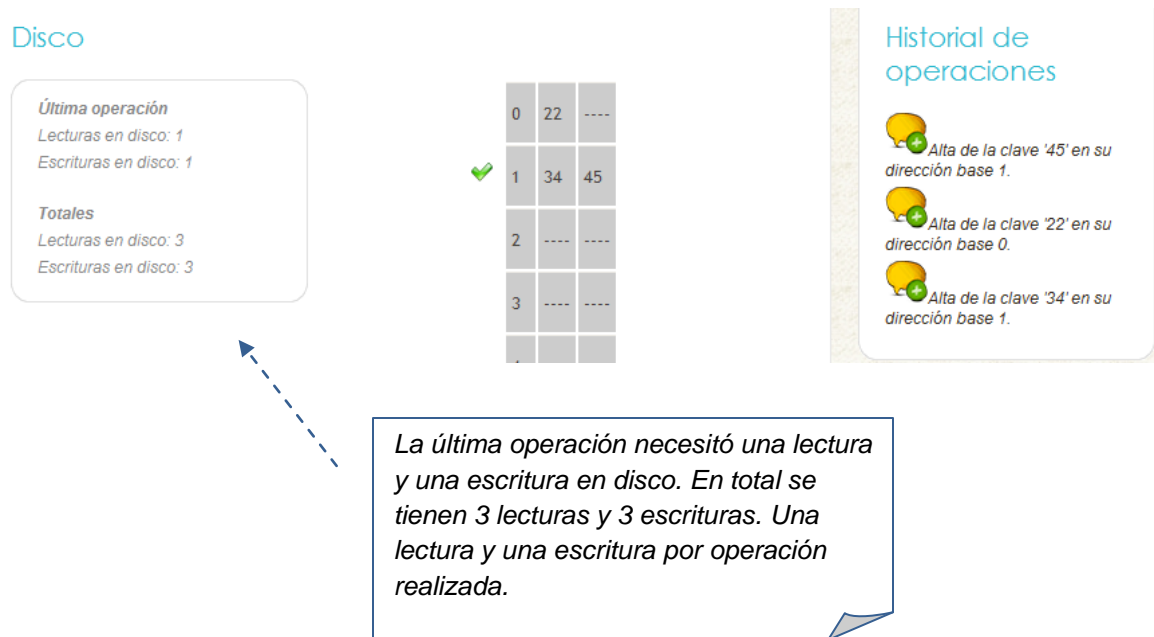 Disco
Última operación
Lecturas en disco: 1
Escrituras en disco: 1
Totales
Lecturas en disco: 3
Escrituras en disco: 3
0 22 ----
1 34 45
2 ---- ----
3 ---- ----
Historial de
operaciones
Alta de la clave '45' en su
dirección base 1.
Alta de la clave '22' en su
dirección base 0.
Alta de la clave '34' en su
dirección base 1.
La última operación necesitó una lectura
y una escritura en disco. En total se
tienen 3 lecturas y 3 escrituras. Una
lectura y una escritura por operación
realizada.